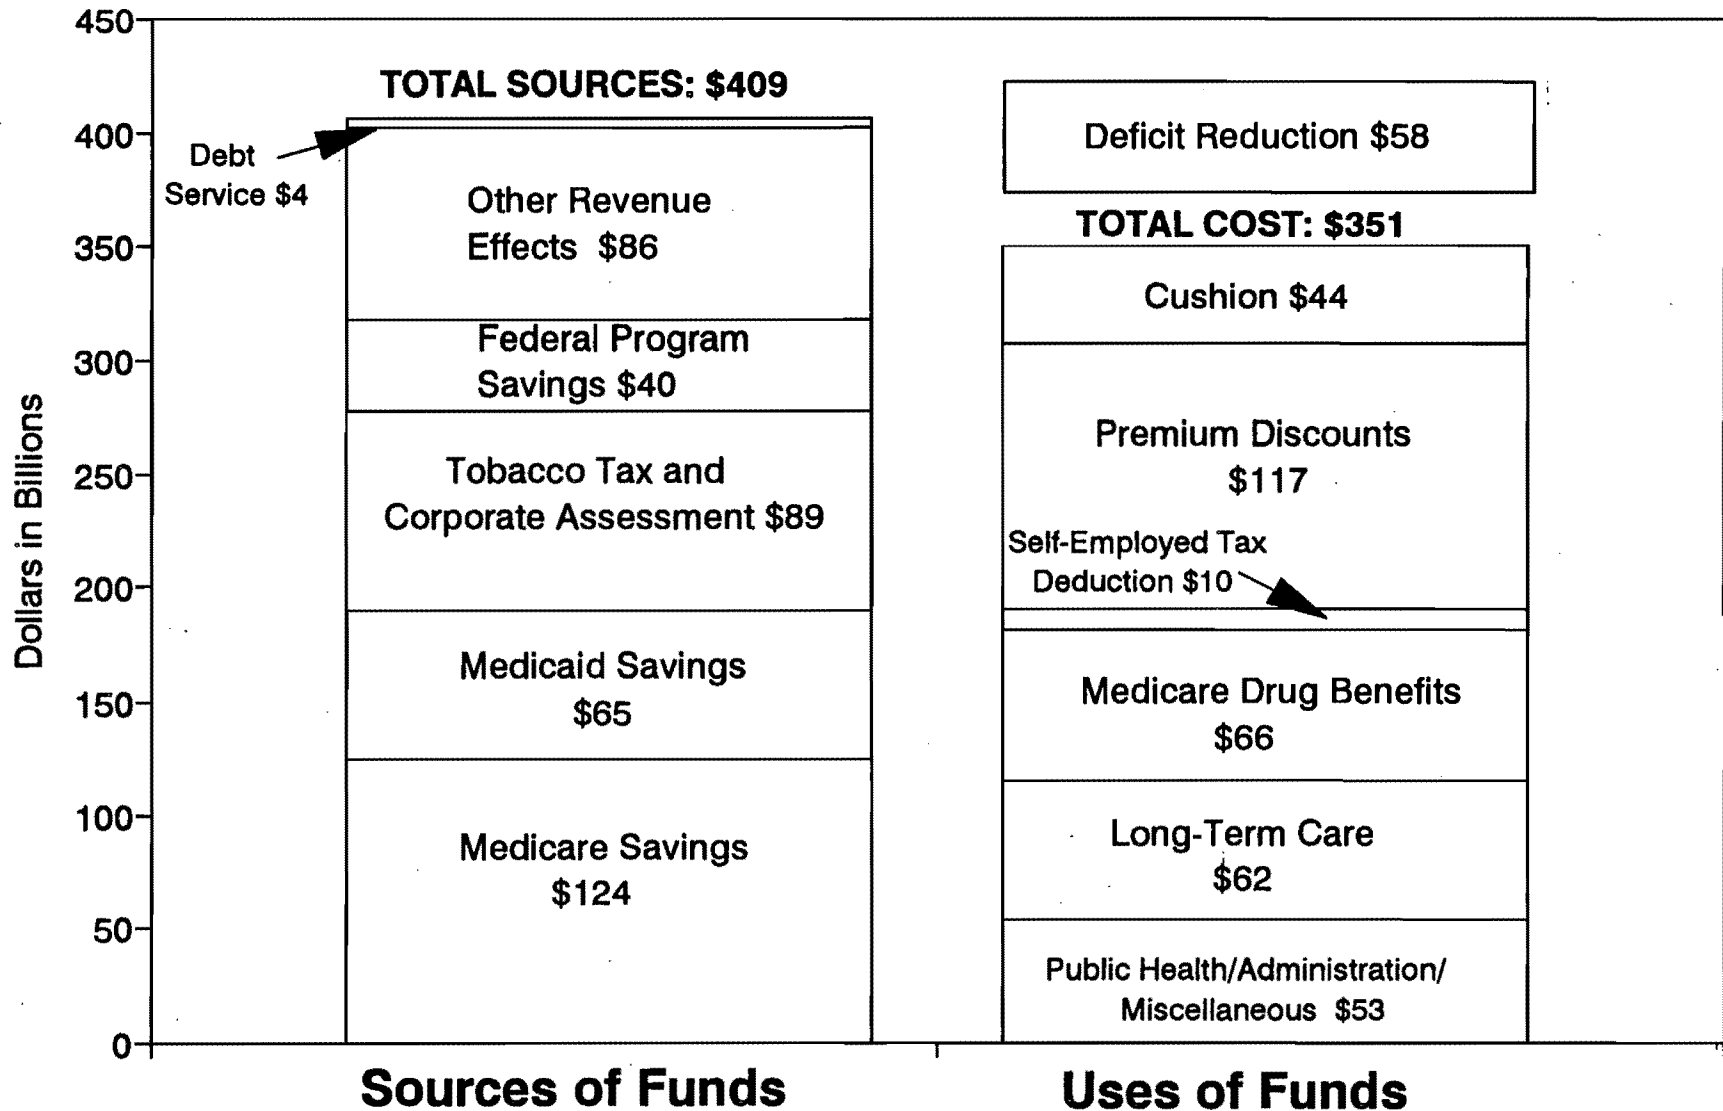 450
400
350
300
250
200
150
100
50
0
Dollars in Billions
TOTAL SOURCES: $409
Debt
Service $4
Other Revenue
Effects $86
Federal Program
Savings $40
Tobacco Tax and
Corporate Assessment $89
Medicaid Savings
$65
Medicare Savings
$124
Sources of Funds
Deficit Reduction $58
TOTAL COST: $351
Cushion $44
Premium Discounts
$117
Self-Employed Tax
Deduction $10
Medicare Drug Benefits
$66
Long-Term Care
$62
Public Health/Administration/
Miscellaneous $53
Uses of Funds